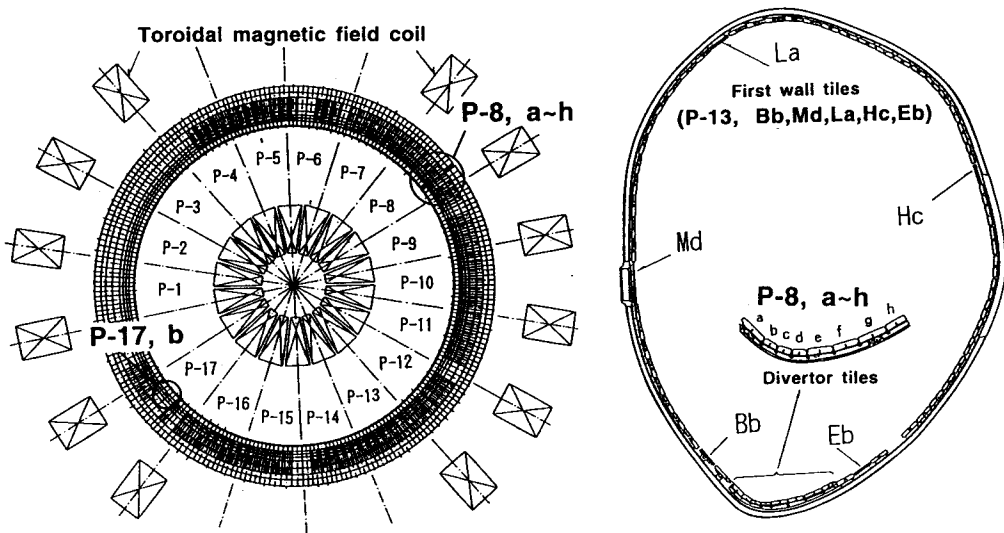 Toroidal magnetic field coil
P-8, a~h
P-5
P-6
P-4
P-7
P-3
P-8
P-2
P-9
P-1
P-10
P-11
P-17, b
P-12
P-17
P-13
P-16
P-15
P-14
La
First wall tiles
(P-13, Bb,Md,La,Hc,Eb)
Hc
Md
P-8, a~h
a b c d e f g h
Divertor tiles
Bb
Eb